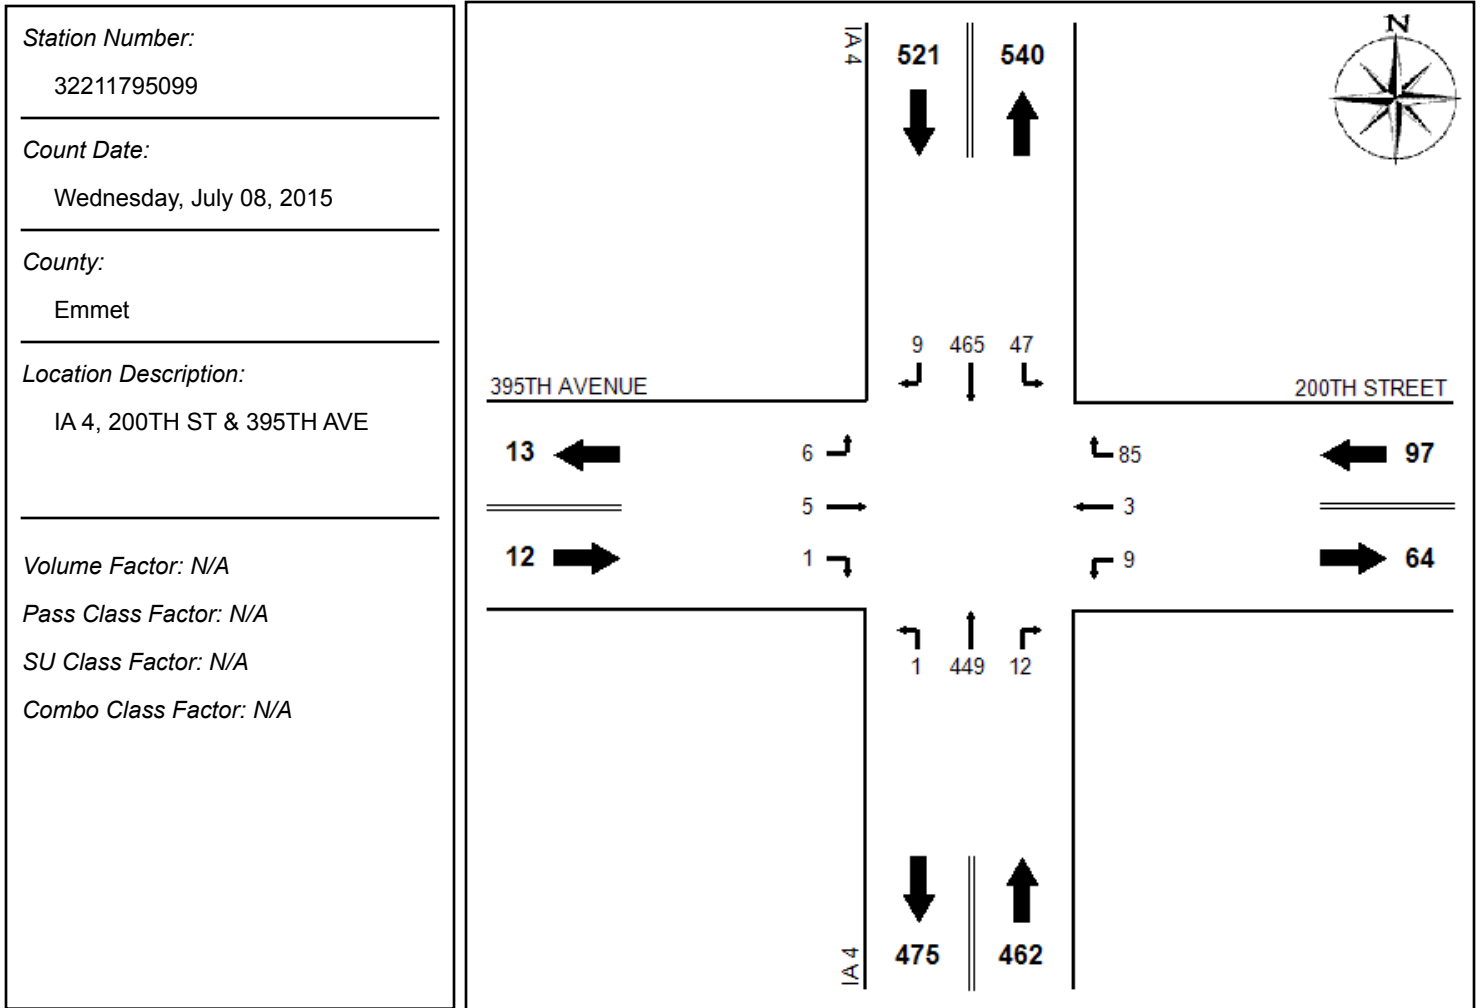 Station Number:
32211795099
Count Date:
Wednesday, July 08, 2015
County:
Emmet
Location Description:
IA 4, 200TH ST & 395TH AVE
Volume Factor: N/A
Pass Class Factor: N/A
SU Class Factor: N/A
Combo Class Factor: N/A
N
IA 4
521 540
9 465 47
395TH AVENUE
200TH STREET
13 6 85 97
5 3
12 1 9 64
1 449 12
475 462
IA 4